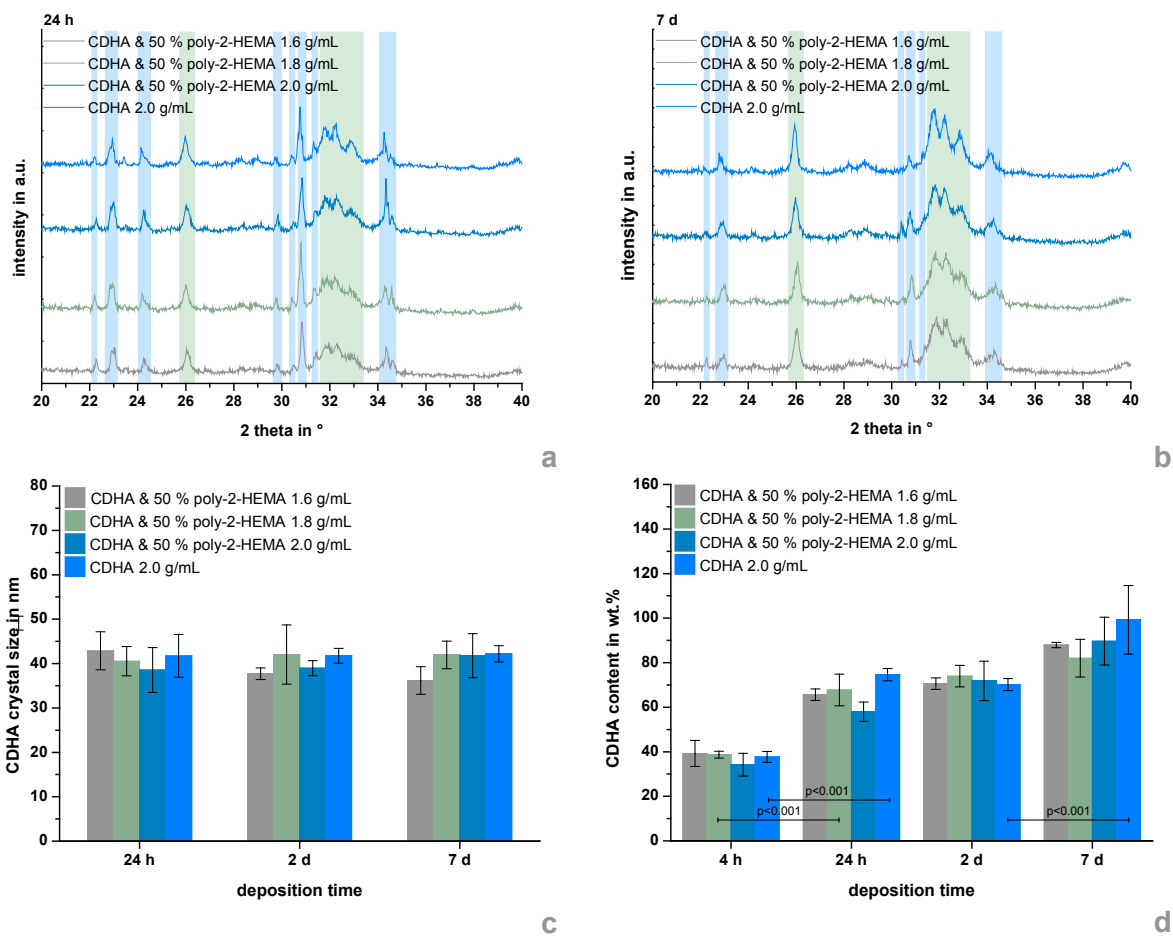 24 h
CDHA & 50 % poly-2-HEMA 1.6 g/mL
CDHA & 50 % poly-2-HEMA 1.8 g/mL
CDHA & 50 % poly-2-HEMA 2.0 g/mL
CDHA 2.0 g/mL
intensity in a.u.
20 22 24 26 28 30 32 34 36 38 40
2 theta in °
a
7 d
CDHA & 50 % poly-2-HEMA 1.6 g/mL
CDHA & 50 % poly-2-HEMA 1.8 g/mL
CDHA & 50 % poly-2-HEMA 2.0 g/mL
CDHA 2.0 g/mL
intensity in a.u.
20 22 24 26 28 30 32 34 36 38 40
2 theta in °
b
80
70
60
50
40
30
20
10
0
CDHA crystal size in nm
CDHA & 50 % poly-2-HEMA 1.6 g/mL
CDHA & 50 % poly-2-HEMA 1.8 g/mL
CDHA & 50 % poly-2-HEMA 2.0 g/mL
CDHA 2.0 g/mL
24 h 2 d 7 d
deposition time
c
160
140
120
100
80
60
40
20
0
CDHA content in wt.%
CDHA & 50 % poly-2-HEMA 1.6 g/mL
CDHA & 50 % poly-2-HEMA 1.8 g/mL
CDHA & 50 % poly-2-HEMA 2.0 g/mL
CDHA 2.0 g/mL
p<0.001
p<0.001
p<0.001
4 h 24 h 2 d 7 d
deposition time
d